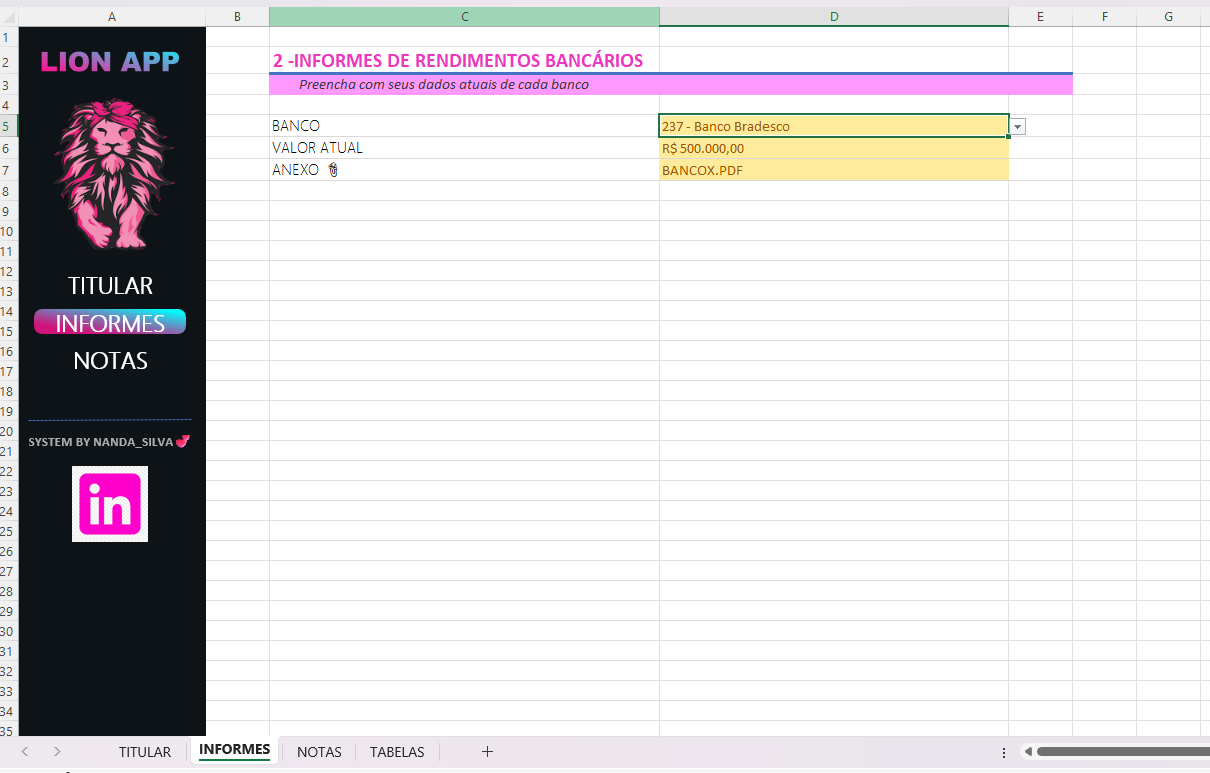 A B C D E F G
1
2 2 -INFORMES DE RENDIMENTOS BANCÁRIOS
3 Preencha com seus dados atuais de cada banco
4
5 BANCO 237 - Banco Bradesco
6 VALOR ATUAL R$ 500.000,00
7 ANEXO BANCOX.PDF
8
9
10
11
12
13
14
15
16
17
18
19
20
21
22
23
24
25
26
27
28
29
30
31
32
33
34
35
LION APP
TITULAR
INFORMES
NOTAS
SYSTEM BY NANDA_SILVA
in
TITULAR INFORMES NOTAS TABELAS +